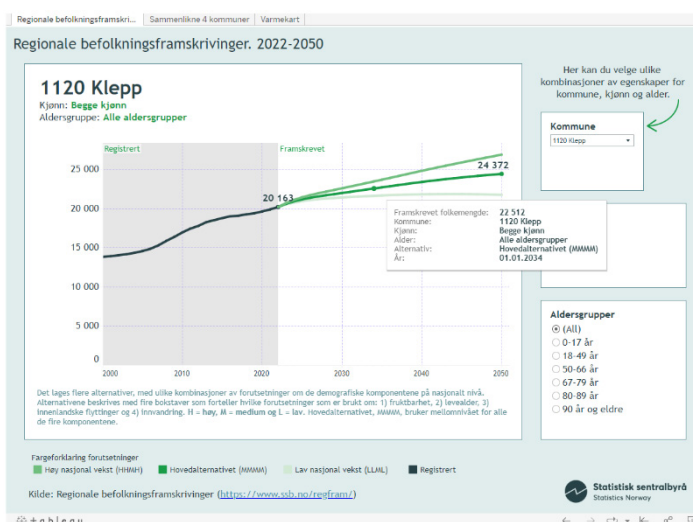 Regionale befolkningsframskri...
Sammenlikne 4 kommuner
Varmekart
Regionale befolkningsframskrivinger. 2022-2050
Her kan du velge ulike
kombinasjoner av egenskaper for
kommune, kjønn og alder.
1120 Klepp
Kjønn: Begge kjønn
Aldersgruppe: Alle aldersgrupper
Kommune
1120 Klepp
Registrert
Framskrevet
25 000
20 000
15 000
10 000
5 000
0
2000
2010
2020
2030
2040
2050
20 163
24 372
Framskrevet folkemengde: 22 512
Kommune: 1120 Klepp
Kjønn: Begge kjønn
Alder: Alle aldersgrupper
Alternativ: Hovedalternativet (MMMM)
År: 01.01.2034
Aldersgrupper
(All)
0-17 år
18-49 år
50-66 år
67-79 år
80-89 år
90 år og eldre
Det lages flere alternativer, med ulike kombinasjoner av forutsetninger om de demografiske komponentene på nasjonalt nivå.
Alternativene beskrives med fire bokstaver som forteller hvilke forutsetninger som er brukt om: 1) fruktbarhet, 2) levealder, 3)
innenlandske flyttinger og 4) innvandring. H = høy, M = medium og L = lav. Hovedalternativet, MMMM, bruker mellomnivået for alle
de fire komponentene.
Fargeforklaring forutsetninger
Høy nasjonal vekst (HHMH)
Hovedalternativet (MMMM)
Lav nasjonal vekst (LLML)
Registrert
Kilde: Regionale befolkningsframskrivinger (https://www.ssb.no/regfram/)
Statistisk sentralbyrå
Statistics Norway
+ableau